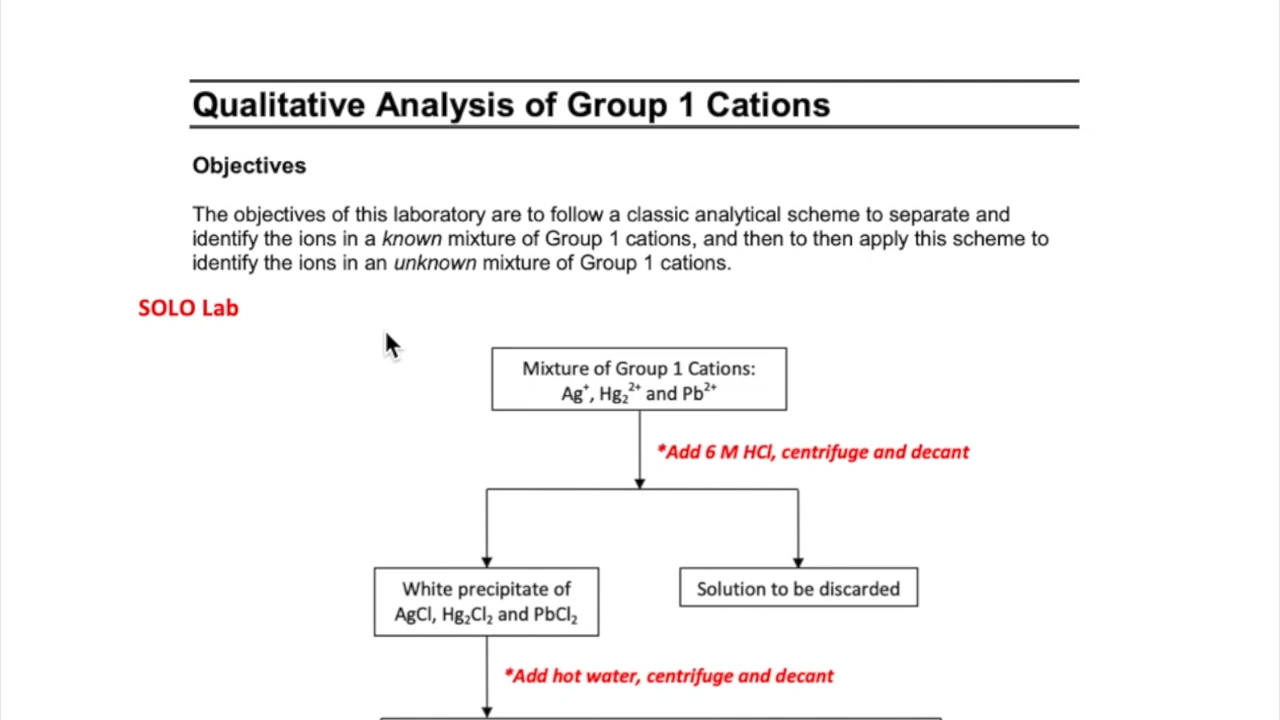 Qualitative Analysis of Group 1 Cations
Objectives
The objectives of this laboratory are to follow a classic analytical scheme to separate and
identify the ions in a known mixture of Group 1 cations, and then to then apply this scheme to
identify the ions in an unknown mixture of Group 1 cations.
SOLO Lab
Mixture of Group 1 Cations:
Ag⁺, Hg₂²⁺ and Pb²⁺
*Add 6 M HCl, centrifuge and decant
White precipitate of
AgCl, Hg₂Cl₂ and PbCl₂
Solution to be discarded
*Add hot water, centrifuge and decant